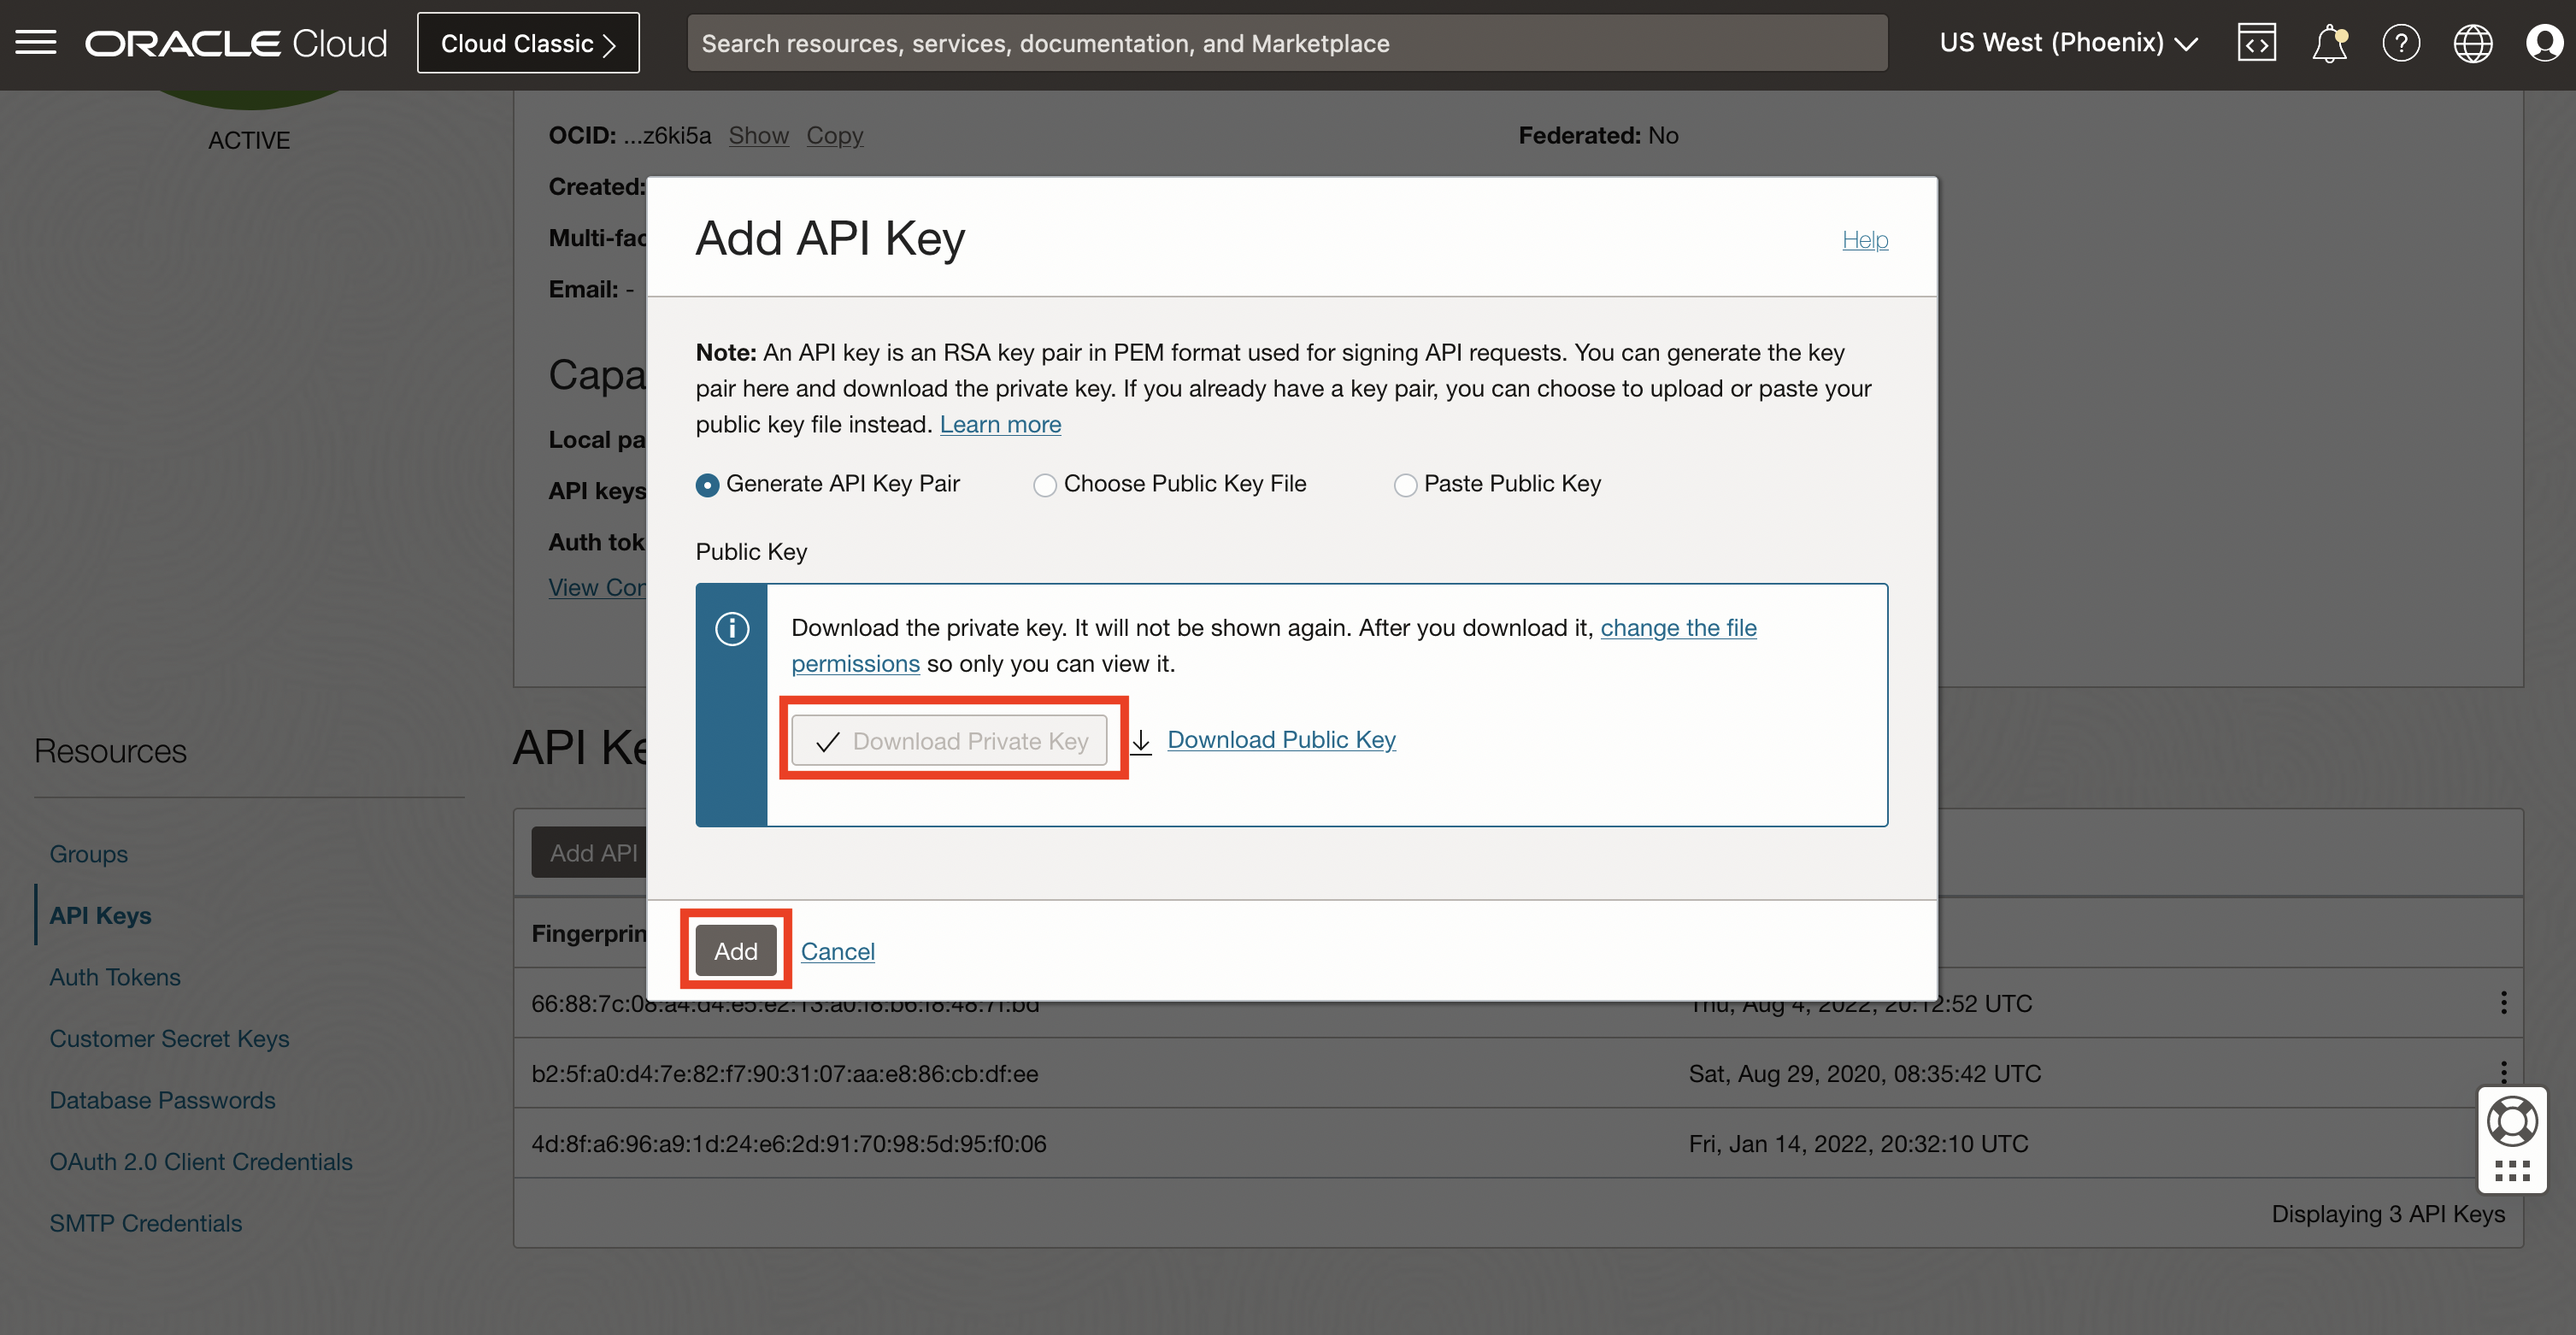 ORACLE Cloud
Cloud Classic
Search resources, services, documentation, and Marketplace
US West (Phoenix)
ACTIVE
OCID: ...z6ki5a Show Copy
Federated: No
Created:
Multi-fac
Email: -
Capa
Local pa
API keys
Auth tok
View Con
Add API Key
Help
Note: An API key is an RSA key pair in PEM format used for signing API requests. You can generate the key
pair here and download the private key. If you already have a key pair, you can choose to upload or paste your
public key file instead. Learn more
Generate API Key Pair
Choose Public Key File
Paste Public Key
Public Key
Download the private key. It will not be shown again. After you download it, change the file
permissions so only you can view it.
Download Private Key
Download Public Key
Add
Cancel
Resources
Groups
API Keys
Auth Tokens
Customer Secret Keys
Database Passwords
OAuth 2.0 Client Credentials
SMTP Credentials
API Ke
Add API
Fingerprin
66:88:7c:08:a4:d4:e5:e2:13:a0:f8:b6:f8:48:7f:bd
Thu, Aug 4, 2022, 20:12:52 UTC
b2:5f:a0:d4:7e:82:f7:90:31:07:aa:e8:86:cb:df:ee
Sat, Aug 29, 2020, 08:35:42 UTC
4d:8f:a6:96:a9:1d:24:e6:2d:91:70:98:5d:95:f0:06
Fri, Jan 14, 2022, 20:32:10 UTC
Displaying 3 API Keys